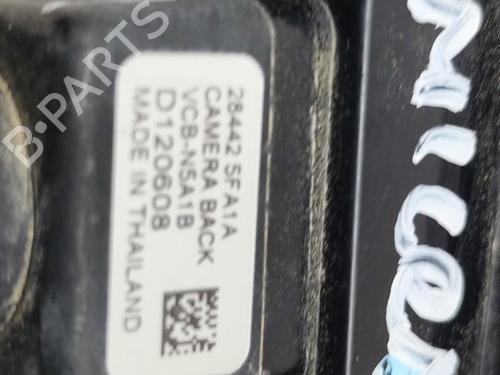 28442 5FA1A
CAMERA BACK
VCB-N5A1B
D120608
MADE IN THAILAND
B-PARTS